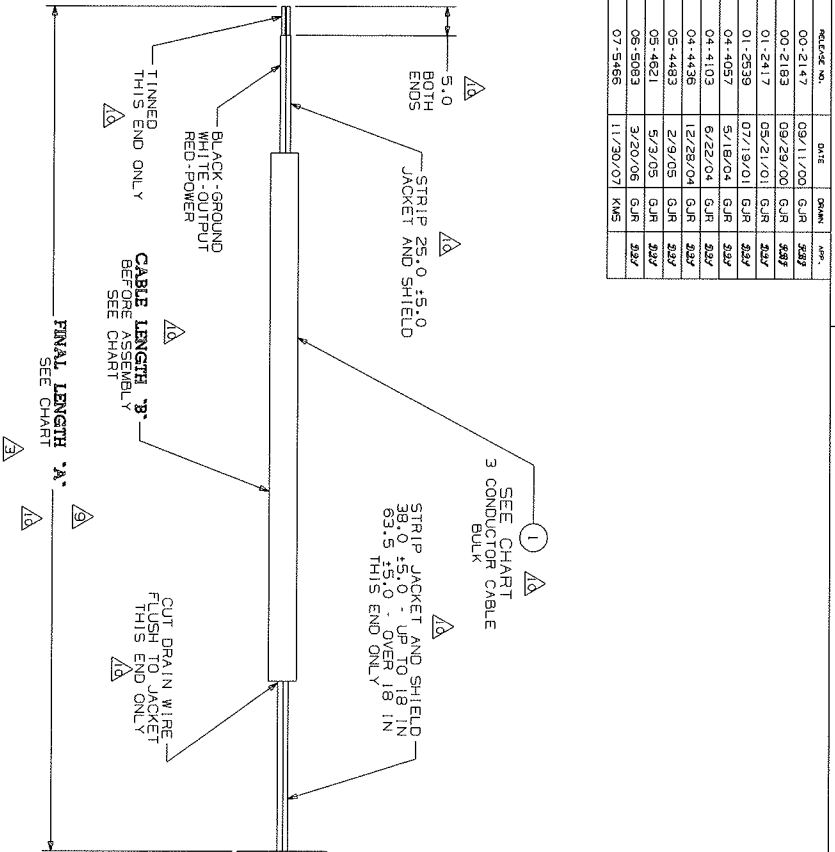 RELEASE NO. DATE DRAWN APP.
00-2147 09/11/00 GJR
00-2183 09/29/00 GJR
01-2417 05/21/01 GJR
01-2539 07/19/01 GJR
04-4057 5/18/04 GJR
04-4103 6/22/04 GJR
04-4436 12/28/04 GJR
05-4483 2/9/05 GJR
05-4621 5/3/05 GJR
06-5083 3/20/06 GJR
07-5466 11/30/07 KMS
5.0
BOTH
ENDS
STRIP 25.0 ±5.0
JACKET AND SHIELD
1
SEE CHART
3 CONDUCTOR CABLE
BULK
STRIP JACKET AND SHIELD
38.0 ±5.0 - UP TO 18 IN
63.5 ±5.0 - OVER 18 IN
THIS END ONLY
TINNED
THIS END ONLY
BLACK-GROUND
WHITE-OUTPUT
RED-POWER
CABLE LENGTH "B"
BEFORE ASSEMBLY
SEE CHART
CUT DRAIN WIRE
FLUSH TO JACKET
THIS END ONLY
FINAL LENGTH "A"
SEE CHART
3
9